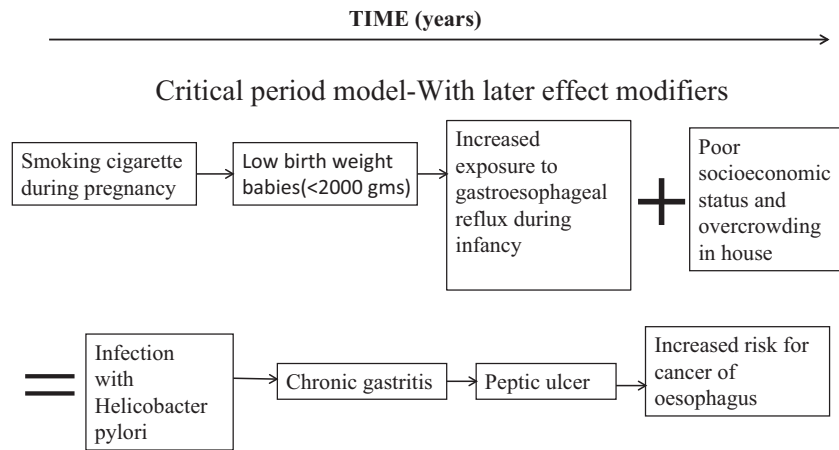 TIME (years)
Critical period model-With later effect modifiers
Smoking cigarette
during pregnancy
Low birth weight
babies(<2000 gms)
Increased
exposure to
gastroesophageal
reflux during
infancy
+
Poor
socioeconomic
status and
overcrowding
in house
=
Infection
with
Helicobacter
pylori
Chronic gastritis
Peptic ulcer
Increased risk for
cancer of
oesophagus